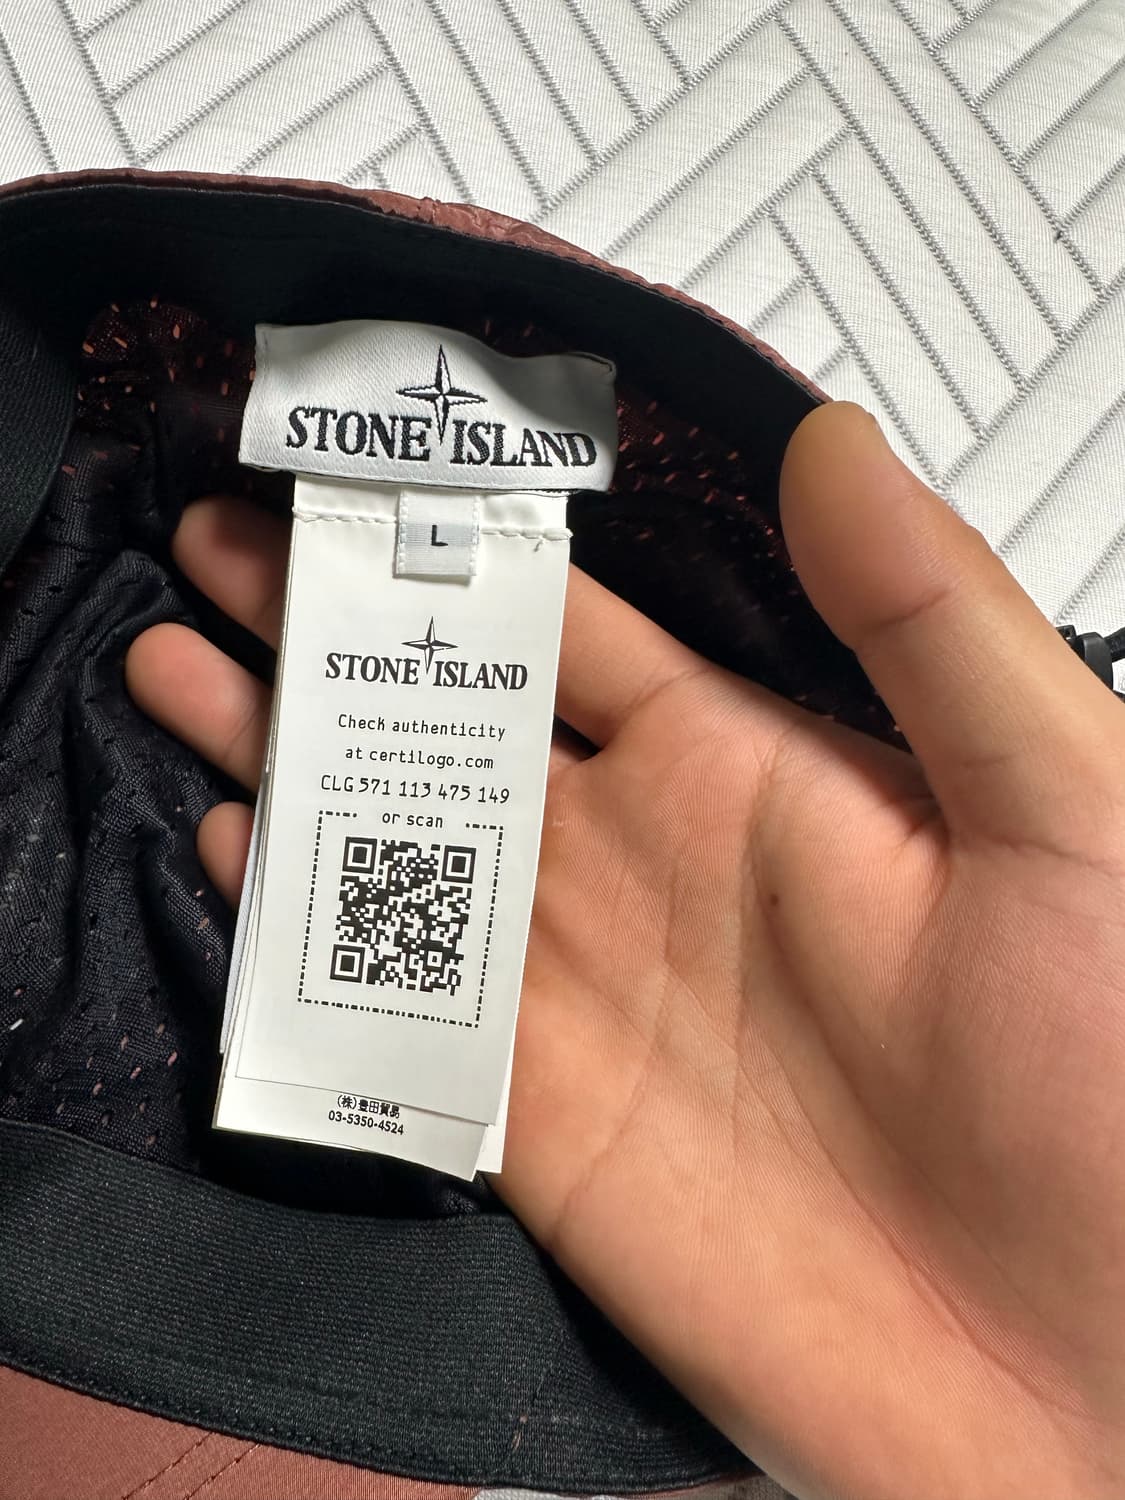 STONE ISLAND
L
STONE ISLAND
Check authenticity
at certilogo.com
CLG 571 113 475 149
or scan
(株)豊田貿易
03-5350-4524